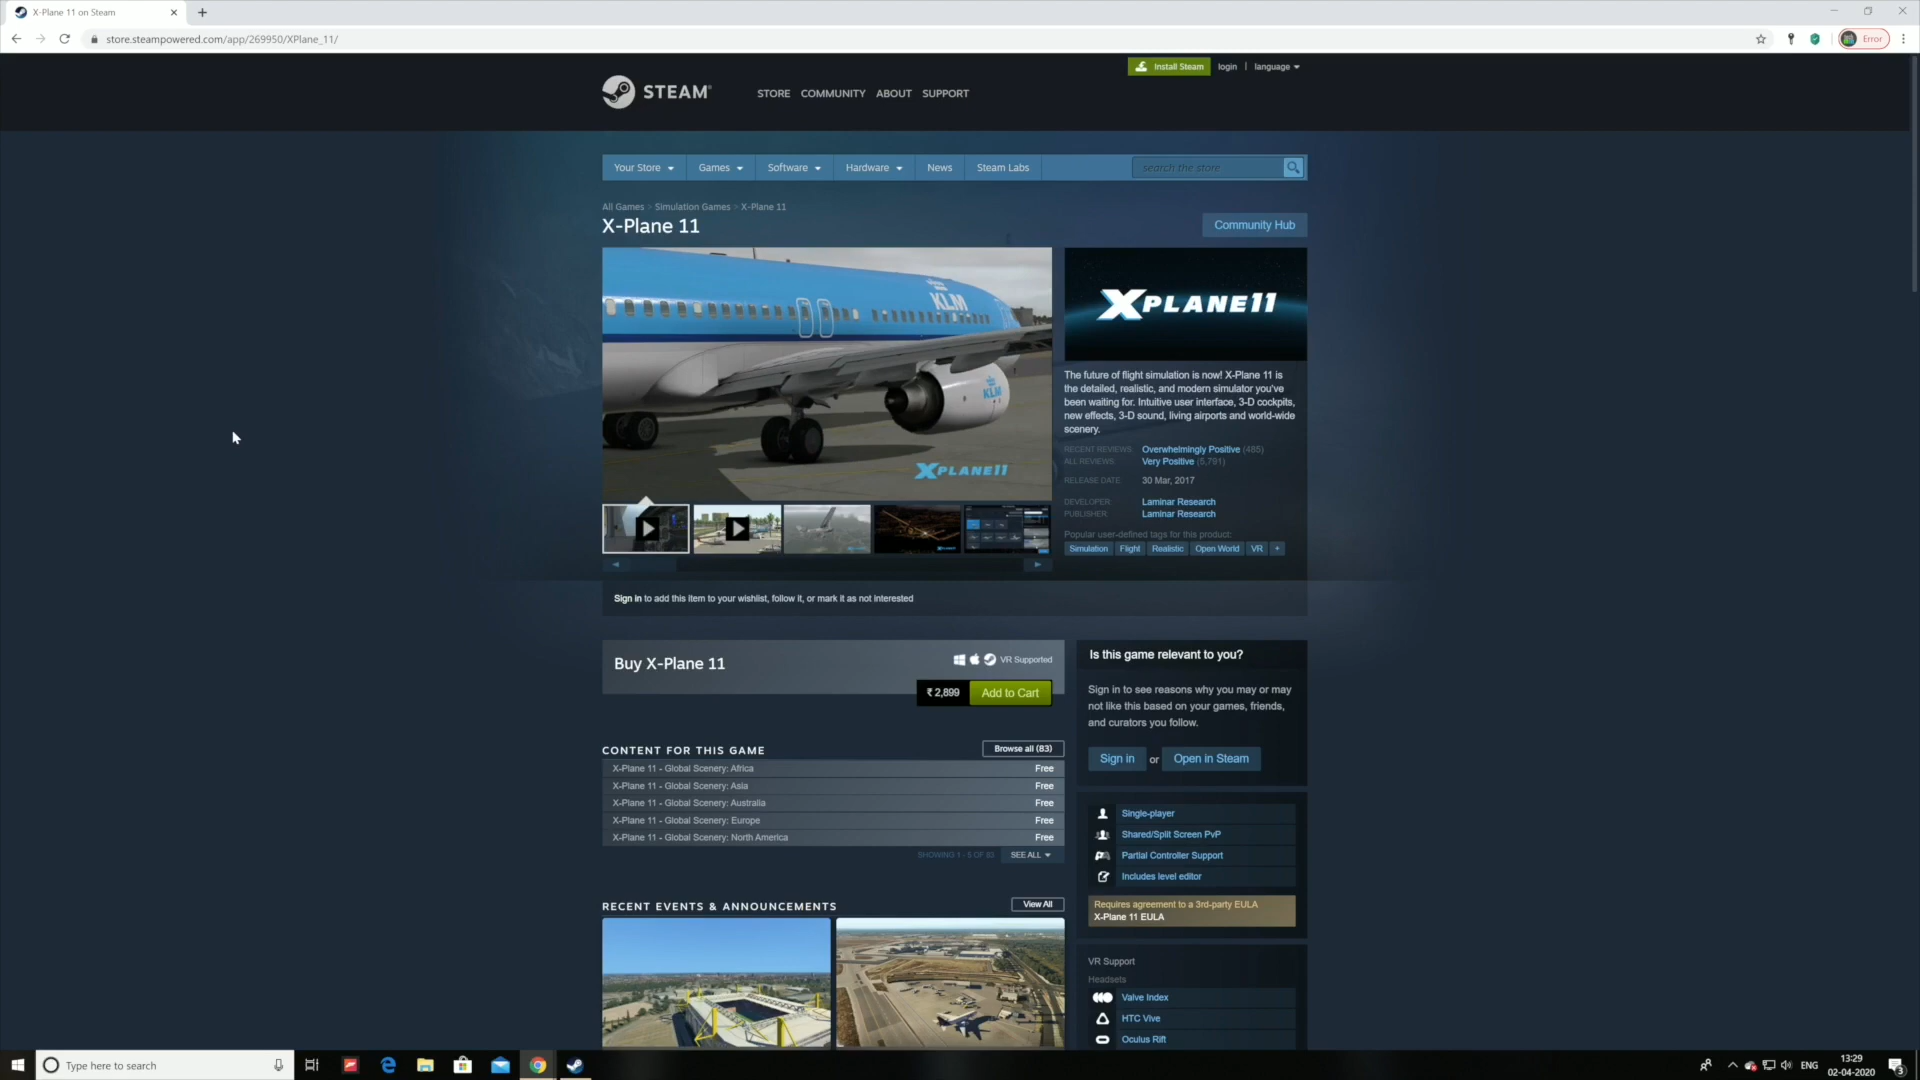 X-Plane 11 on Steam
store.steampowered.com/app/269950/XPlane_11/
Error
Install Steam login | language
STEAM
STORE COMMUNITY ABOUT SUPPORT
Your Store Games Software Hardware News Steam Labs search the store
All Games > Simulation Games > X-Plane 11
X-Plane 11
Community Hub
KLM
KLM
XPLANE11
XPLANE11
The future of flight simulation is now! X-Plane 11 is
the detailed, realistic, and modern simulator you've
been waiting for. Intuitive user interface, 3-D cockpits,
new effects, 3-D sound, living airports and world-wide
scenery.
RECENT REVIEWS: Overwhelmingly Positive (485)
ALL REVIEWS: Very Positive (5,791)
RELEASE DATE: 30 Mar, 2017
DEVELOPER: Laminar Research
PUBLISHER: Laminar Research
Popular user-defined tags for this product:
Simulation Flight Realistic Open World VR +
Sign in to add this item to your wishlist, follow it, or mark it as not interested
Buy X-Plane 11
VR Supported
₹ 2,899 Add to Cart
CONTENT FOR THIS GAME
Browse all (83)
X-Plane 11 - Global Scenery: Africa Free
X-Plane 11 - Global Scenery: Asia Free
X-Plane 11 - Global Scenery: Australia Free
X-Plane 11 - Global Scenery: Europe Free
X-Plane 11 - Global Scenery: North America Free
SHOWING 1 - 5 OF 83 SEE ALL
RECENT EVENTS & ANNOUNCEMENTS
View All
Is this game relevant to you?
Sign in to see reasons why you may or may
not like this based on your games, friends,
and curators you follow.
Sign in or Open in Steam
Single-player
Shared/Split Screen PvP
Partial Controller Support
Includes level editor
Requires agreement to a 3rd-party EULA
X-Plane 11 EULA
VR Support
Headsets
Valve Index
HTC Vive
Oculus Rift
Type here to search
ENG
13:29
02-04-2020
3